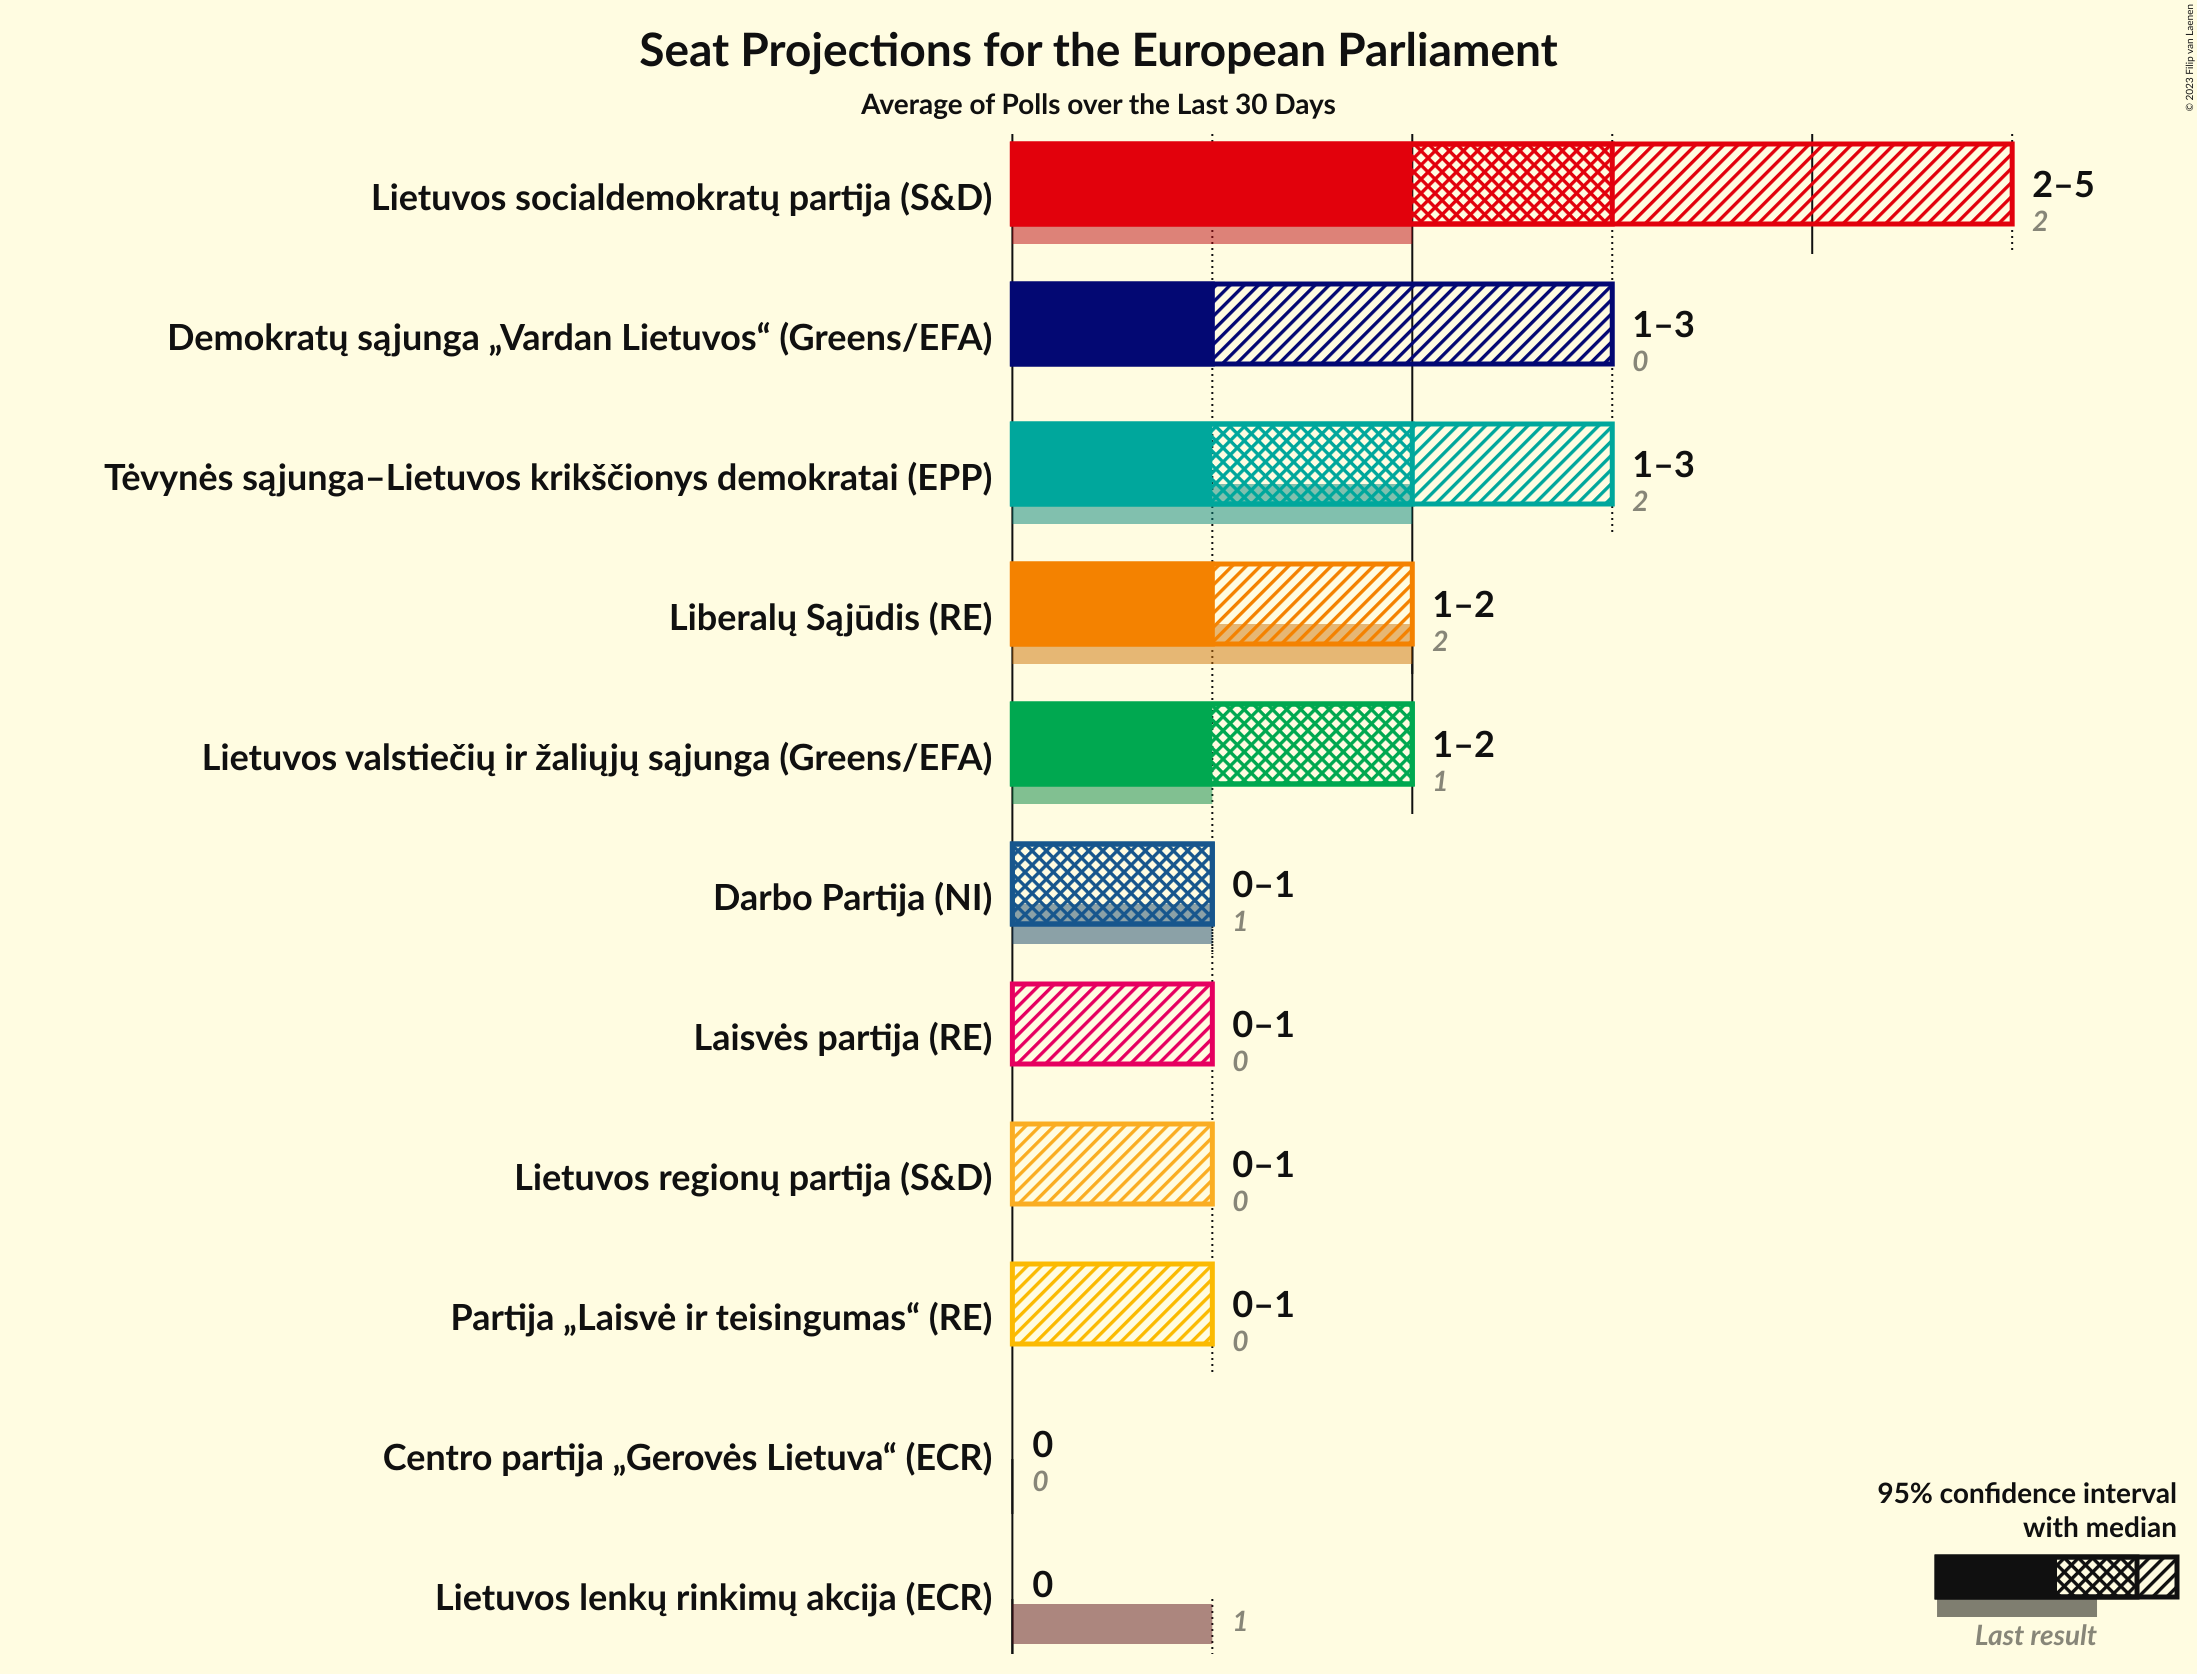 Seat Projections for the European Parliament
Average of Polls over the Last 30 Days
© 2023 Filip van Laenen
Lietuvos socialdemokratų partija (S&D)
2–5
2
Demokratų sąjunga „Vardan Lietuvos“ (Greens/EFA)
1–3
0
Tėvynės sąjunga–Lietuvos krikščionys demokratai (EPP)
1–3
2
Liberalų Sąjūdis (RE)
1–2
2
Lietuvos valstiečių ir žaliųjų sąjunga (Greens/EFA)
1–2
1
Darbo Partija (NI)
0–1
1
Laisvės partija (RE)
0–1
0
Lietuvos regionų partija (S&D)
0–1
0
Partija „Laisvė ir teisingumas“ (RE)
0–1
0
Centro partija „Gerovės Lietuva“ (ECR)
0
0
Lietuvos lenkų rinkimų akcija (ECR)
0
1
95% confidence interval
with median
Last result